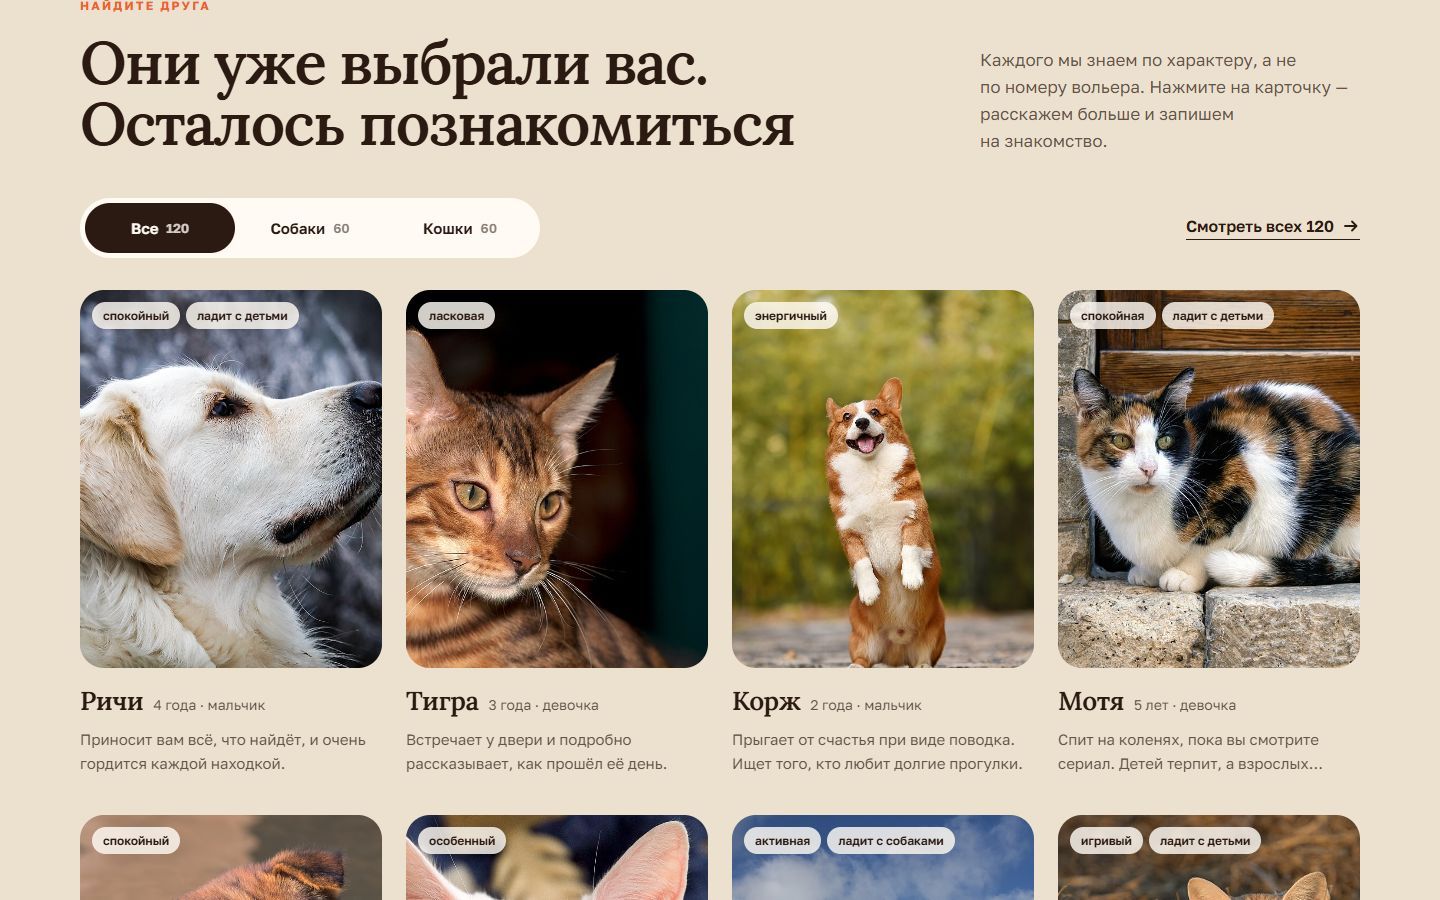 НАЙДИТЕ ДРУГА
Они уже выбрали вас.
Осталось познакомиться
Каждого мы знаем по характеру, а не
по номеру вольера. Нажмите на карточку —
расскажем больше и запишем
на знакомство.
Все 120
Собаки 60
Кошки 60
Смотреть всех 120 →
спокойный
ладит с детьми
ласковая
энергичный
спокойная
ладит с детьми
Ричи 4 года · мальчик
Приносит вам всё, что найдёт, и очень
гордится каждой находкой.
Тигра 3 года · девочка
Встречает у двери и подробно
рассказывает, как прошёл её день.
Корж 2 года · мальчик
Прыгает от счастья при виде поводка.
Ищет того, кто любит долгие прогулки.
Мотя 5 лет · девочка
Спит на коленях, пока вы смотрите
сериал. Детей терпит, а взрослых…
спокойный
особенный
активная
ладит с собаками
игривый
ладит с детьми